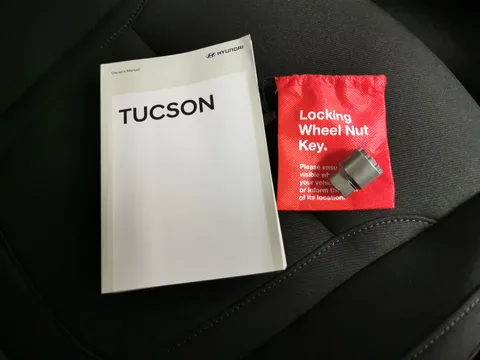 HYUNDAI
Owner's Manual
TUCSON
Locking
Wheel Nut
Key.
Please ensu
visible wh
your vehic
or inform th
of its location.